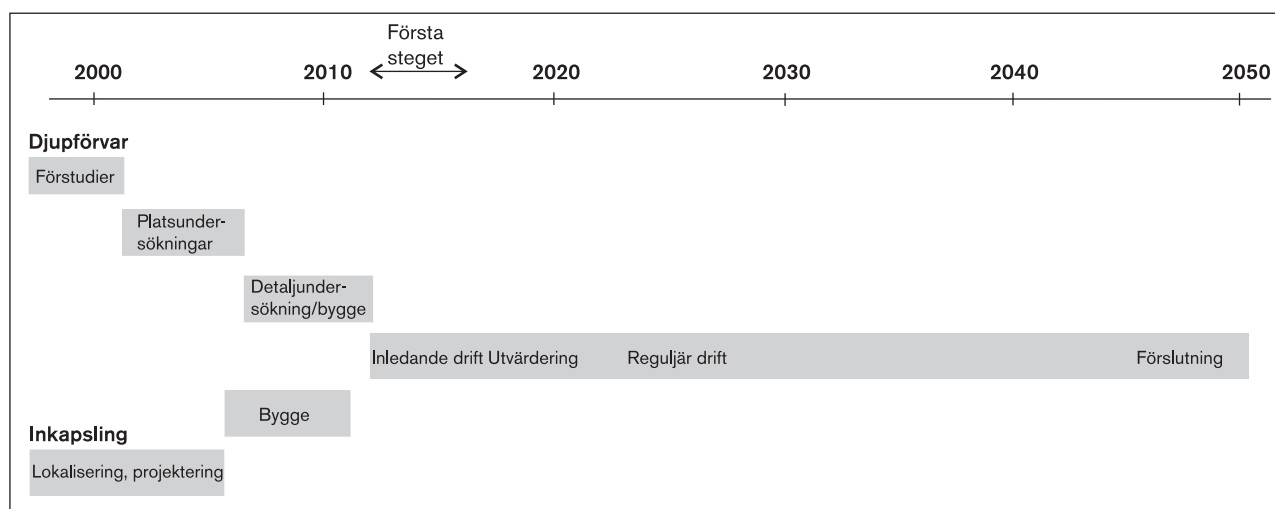 Första
steget
2000 2010 2020 2030 2040 2050
Djupförvar
Förstudier
Platsunder-
sökningar
Detaljunder-
sökning/bygge
Inledande drift Utvärdering Reguljär drift Förslutning
Bygge
Inkapsling
Lokalisering, projektering